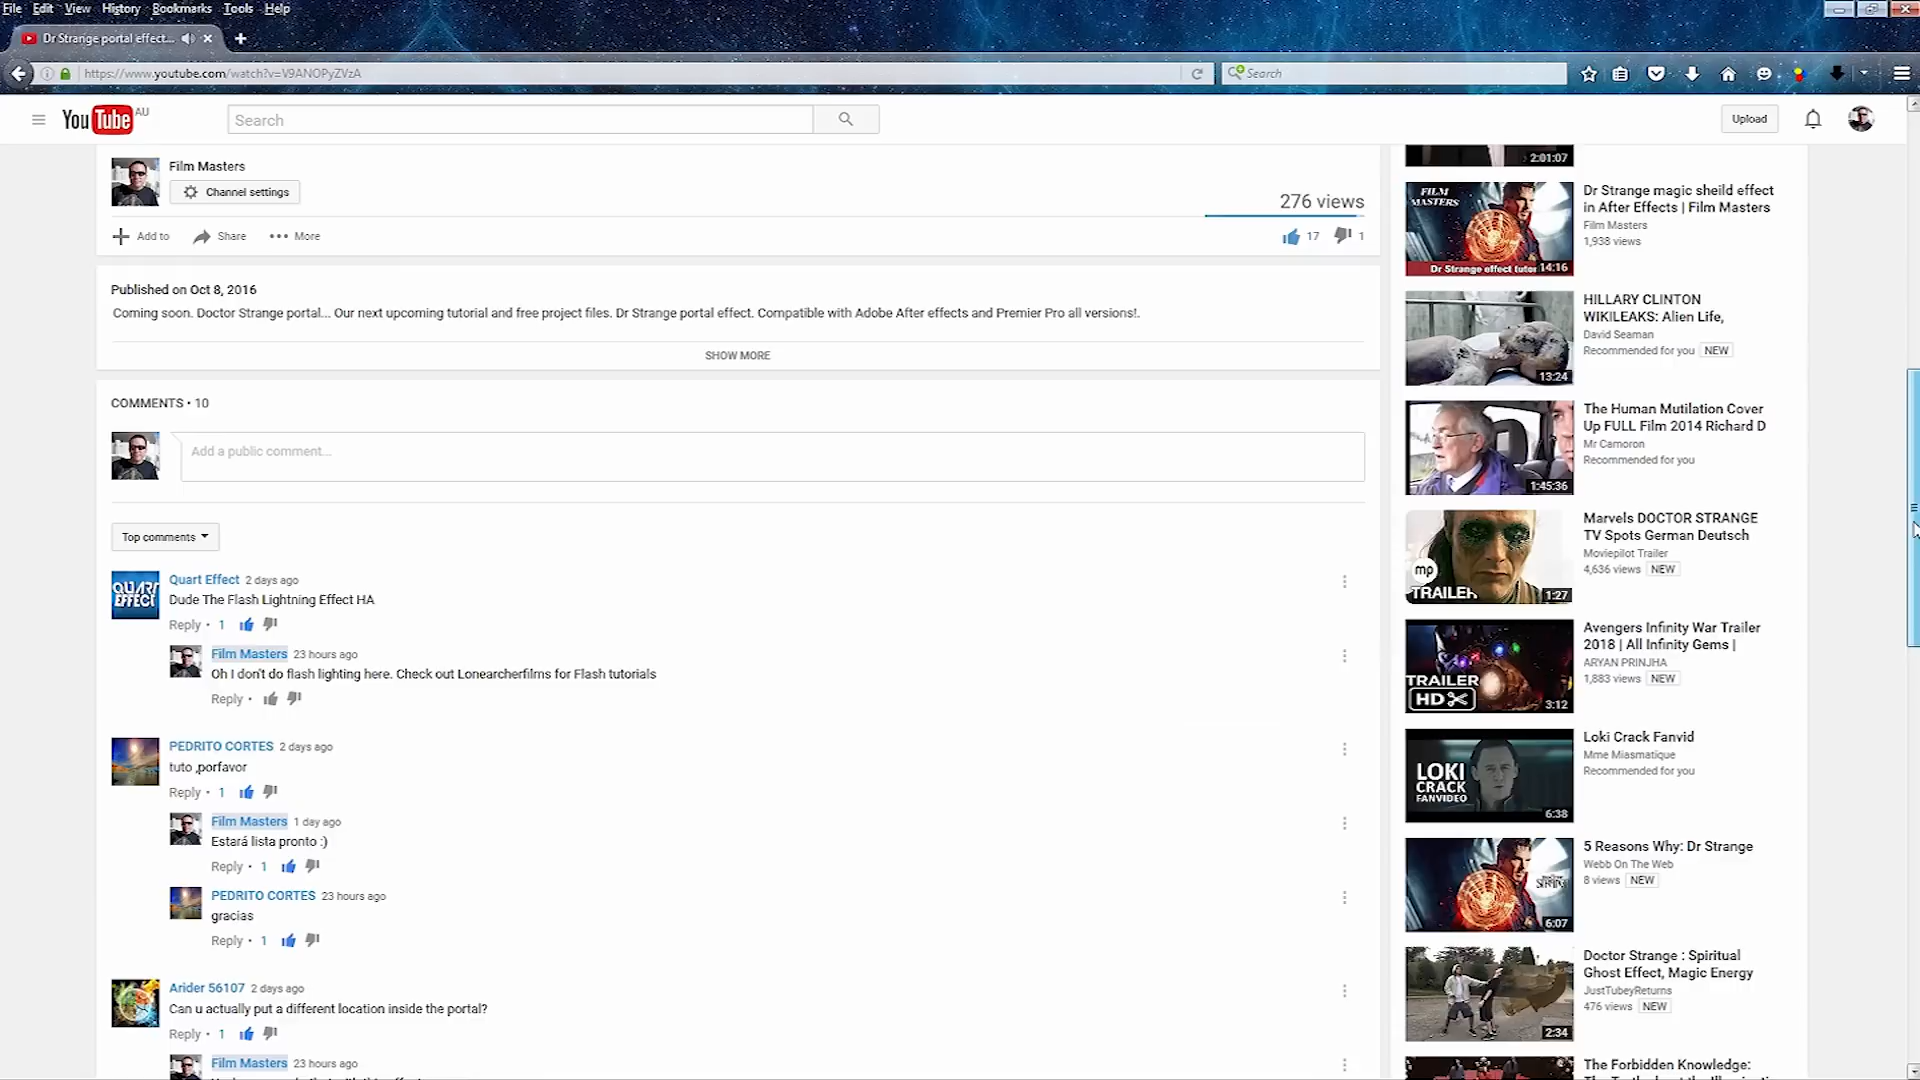 File Edit View History Bookmarks Tools Help
Dr Strange portal effect...
https://www.youtube.com/watch?v=V9ANOPyZVzA
Search
YouTube AU
Search
Upload
Film Masters
Channel settings
276 views
Add to Share More
17 1
Published on Oct 8, 2016
Coming soon. Doctor Strange portal... Our next upcoming tutorial and free project files. Dr Strange portal effect. Compatible with Adobe After effects and Premier Pro all versions!.
SHOW MORE
COMMENTS • 10
Add a public comment...
Top comments
QUART EFFECT
Quart Effect 2 days ago
Dude The Flash Lightning Effect HA
Reply • 1
Film Masters 23 hours ago
Oh I don't do flash lighting here. Check out Lonearcherfilms for Flash tutorials
Reply •
PEDRITO CORTES 2 days ago
tuto ,porfavor
Reply • 1
Film Masters 1 day ago
Estará lista pronto :)
Reply • 1
PEDRITO CORTES 23 hours ago
gracias
Reply • 1
Arider 56107 2 days ago
Can u actually put a different location inside the portal?
Reply • 1
Film Masters 23 hours ago
2:01:07
FILM
MASTERS
Dr Strange effect tutor
14:16
Dr Strange magic sheild effect
in After Effects | Film Masters
Film Masters
1,938 views
13:24
HILLARY CLINTON
WIKILEAKS: Alien Life,
David Seaman
Recommended for you NEW
1:45:36
The Human Mutilation Cover
Up FULL Film 2014 Richard D
Mr Camoron
Recommended for you
mp
TRAILER
1:27
Marvels DOCTOR STRANGE
TV Spots German Deutsch
Moviepilot Trailer
4,636 views NEW
TRAILER
HD
3:12
Avengers Infinity War Trailer
2018 | All Infinity Gems |
ARYAN PRINJHA
1,883 views NEW
LOKI
CRACK
FANVIDEO
6:38
Loki Crack Fanvid
Mme Miasmatique
Recommended for you
6:07
5 Reasons Why: Dr Strange
Webb On The Web
8 views NEW
2:34
Doctor Strange : Spiritual
Ghost Effect, Magic Energy
JustTubeyReturns
476 views NEW
The Forbidden Knowledge: